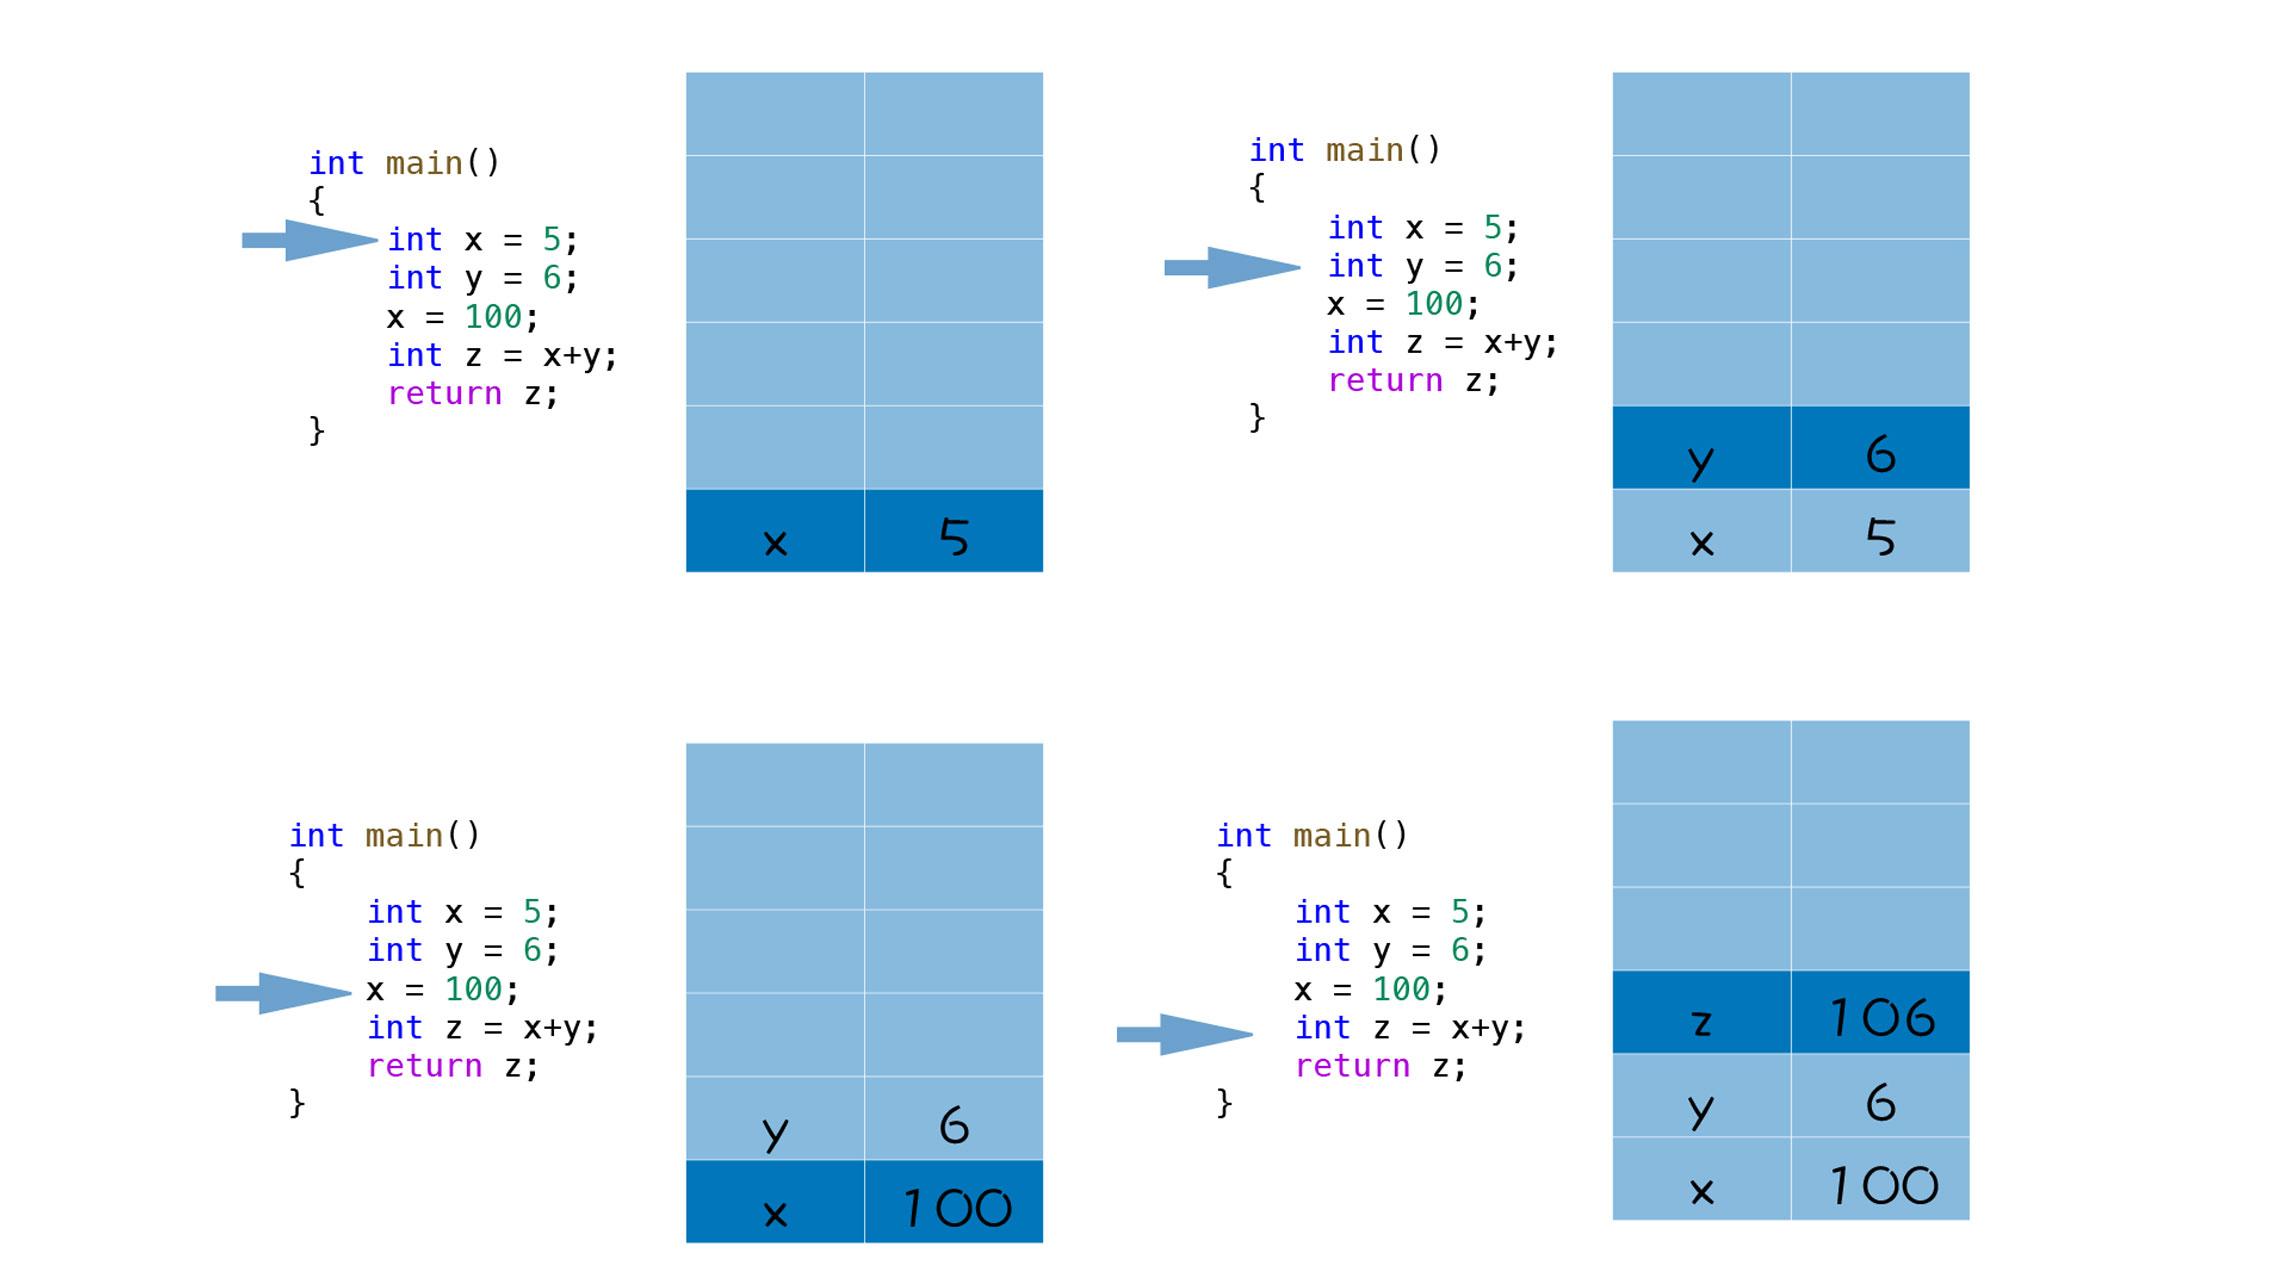 int main()
{
int x = 5;
int y = 6;
x = 100;
int z = x+y;
return z;
}
x 5
int main()
{
int x = 5;
int y = 6;
x = 100;
int z = x+y;
return z;
}
y 6
x 5
int main()
{
int x = 5;
int y = 6;
x = 100;
int z = x+y;
return z;
}
y 6
x 100
int main()
{
int x = 5;
int y = 6;
x = 100;
int z = x+y;
return z;
}
z 106
y 6
x 100